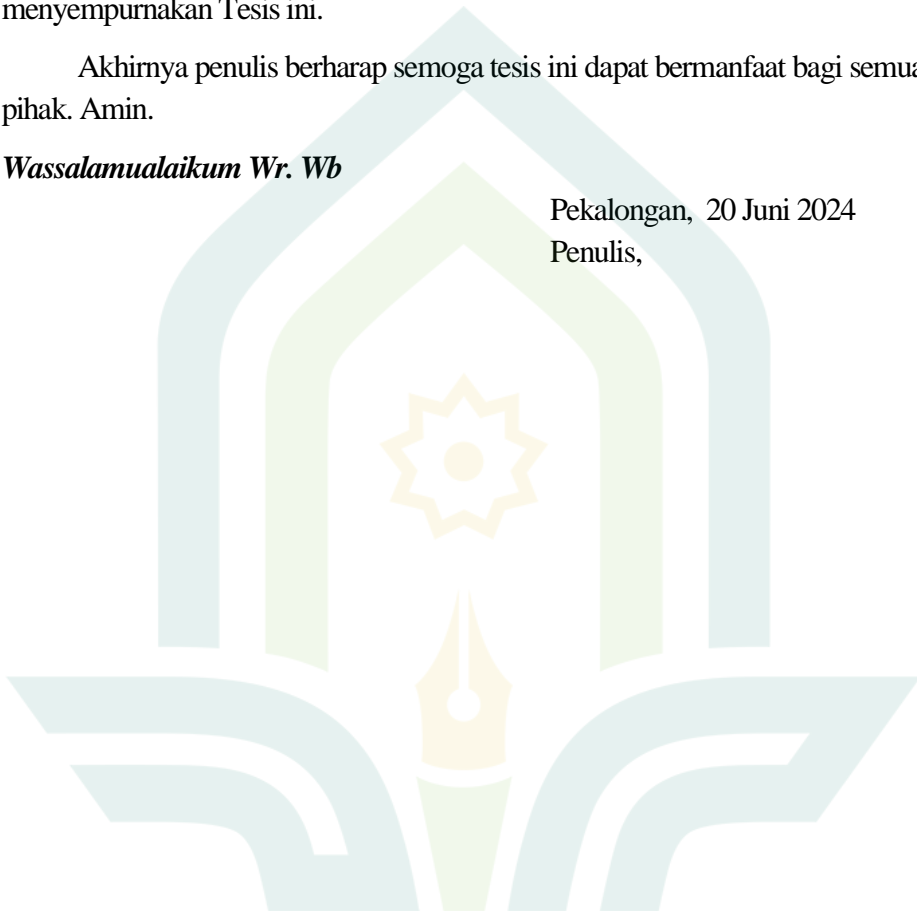 menyempurnakan Tesis ini.
Akhirnya penulis berharap semoga tesis ini dapat bermanfaat bagi semua
pihak. Amin.
Wassalamualaikum Wr. Wb
Pekalongan, 20 Juni 2024
Penulis,